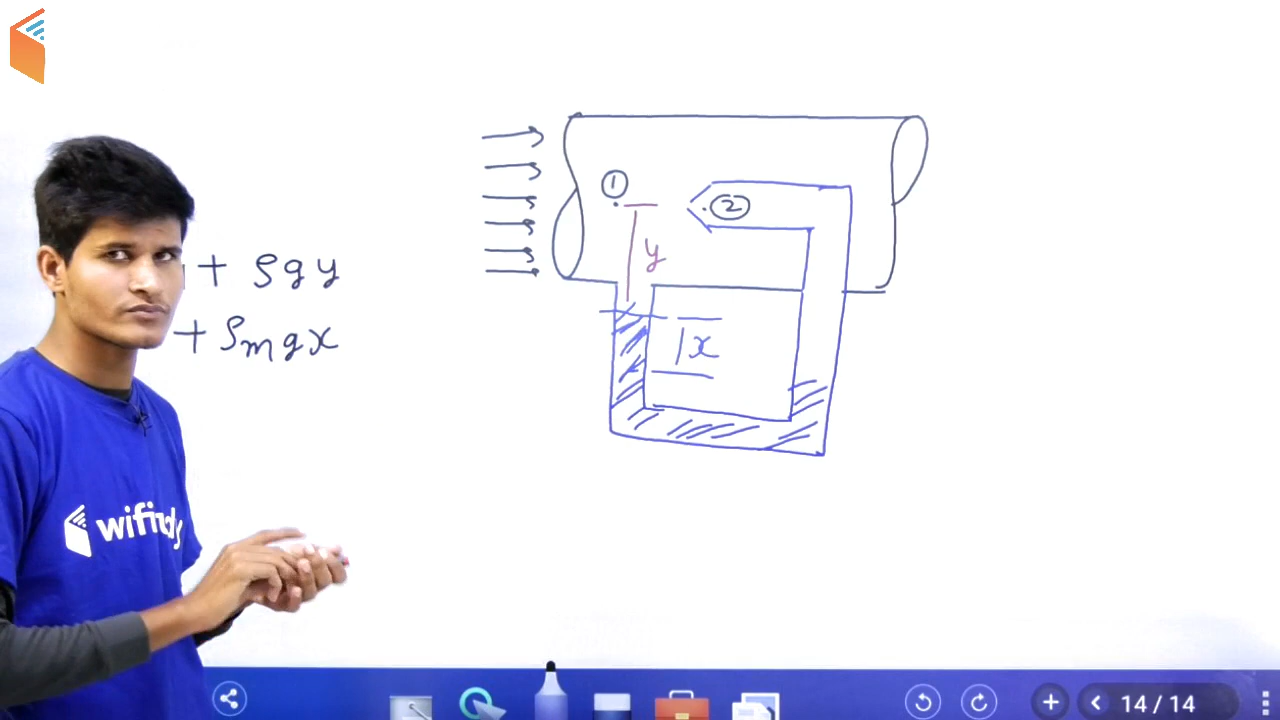 + ρgy
+ ρmgx
①
②
y
x
wifi
14 / 14